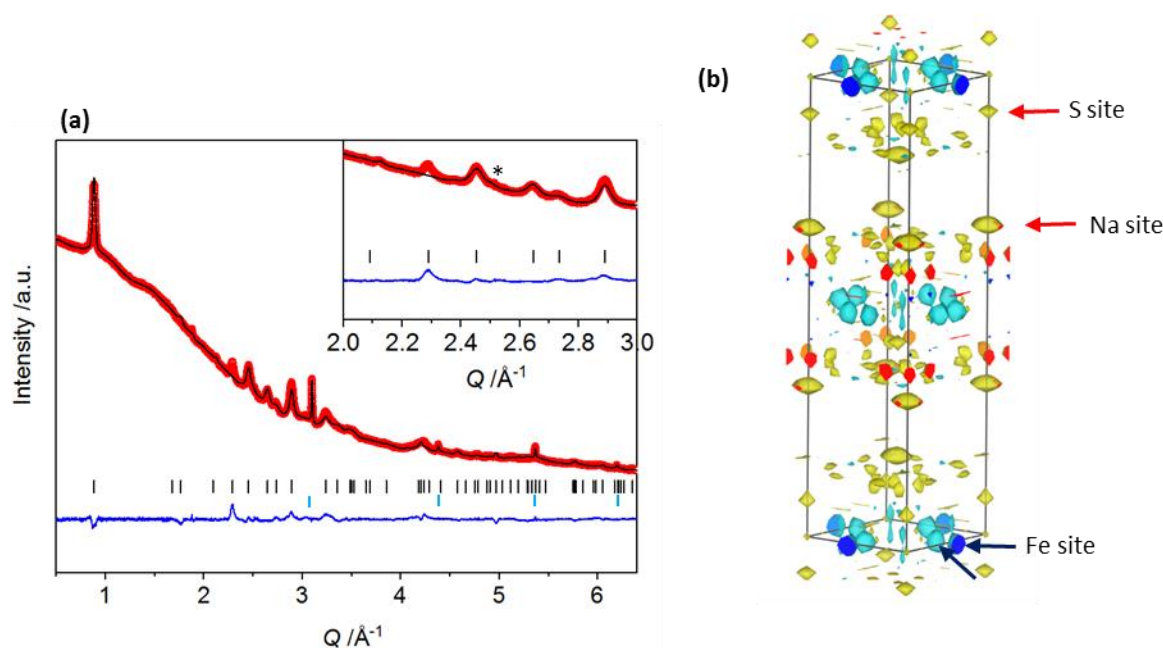 (a)
Intensity /a.u.
*
2.0 2.2 2.4 2.6 2.8 3.0
Q /Å⁻¹
1 2 3 4 5 6
Q /Å⁻¹
(b)
S site
Na site
Fe site